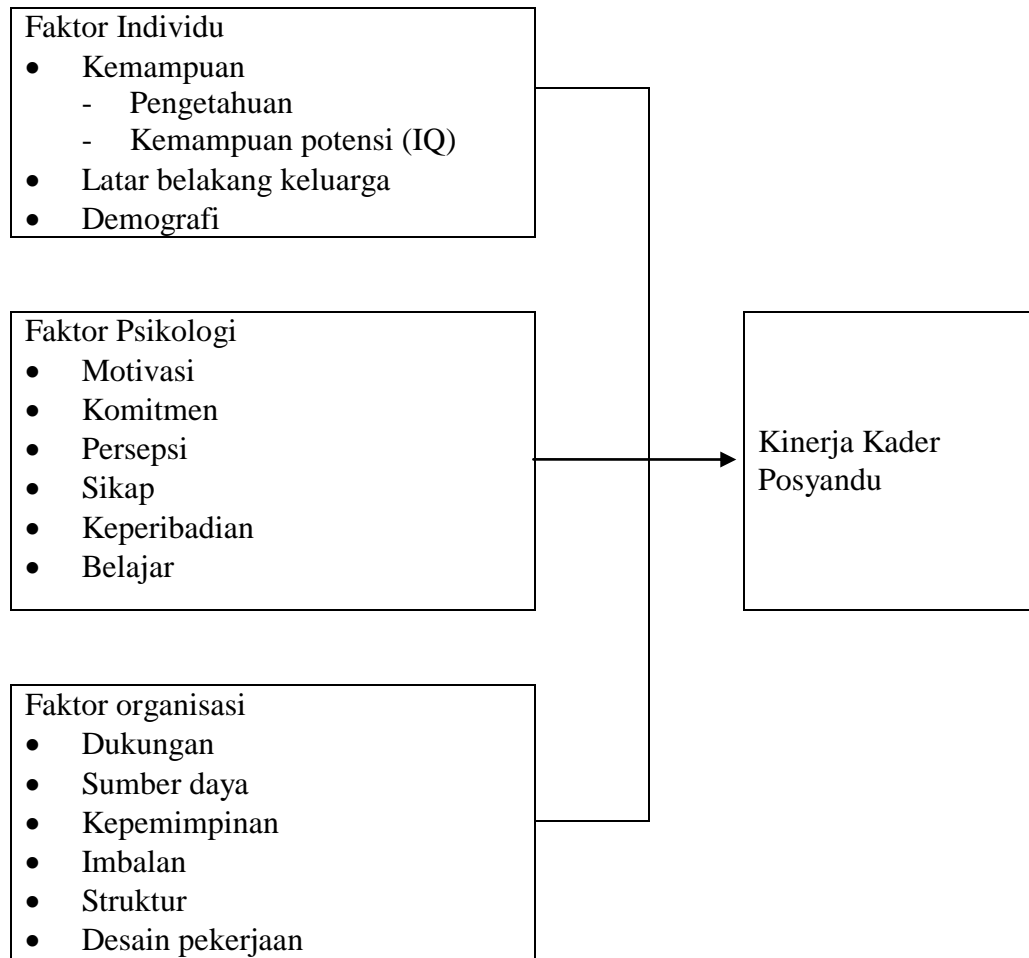 Faktor Individu
• Kemampuan
- Pengetahuan
- Kemampuan potensi (IQ)
• Latar belakang keluarga
• Demografi
Faktor Psikologi
• Motivasi
• Komitmen
• Persepsi
• Sikap
• Keperibadian
• Belajar
Kinerja Kader
Posyandu
Faktor organisasi
• Dukungan
• Sumber daya
• Kepemimpinan
• Imbalan
• Struktur
• Desain pekerjaan